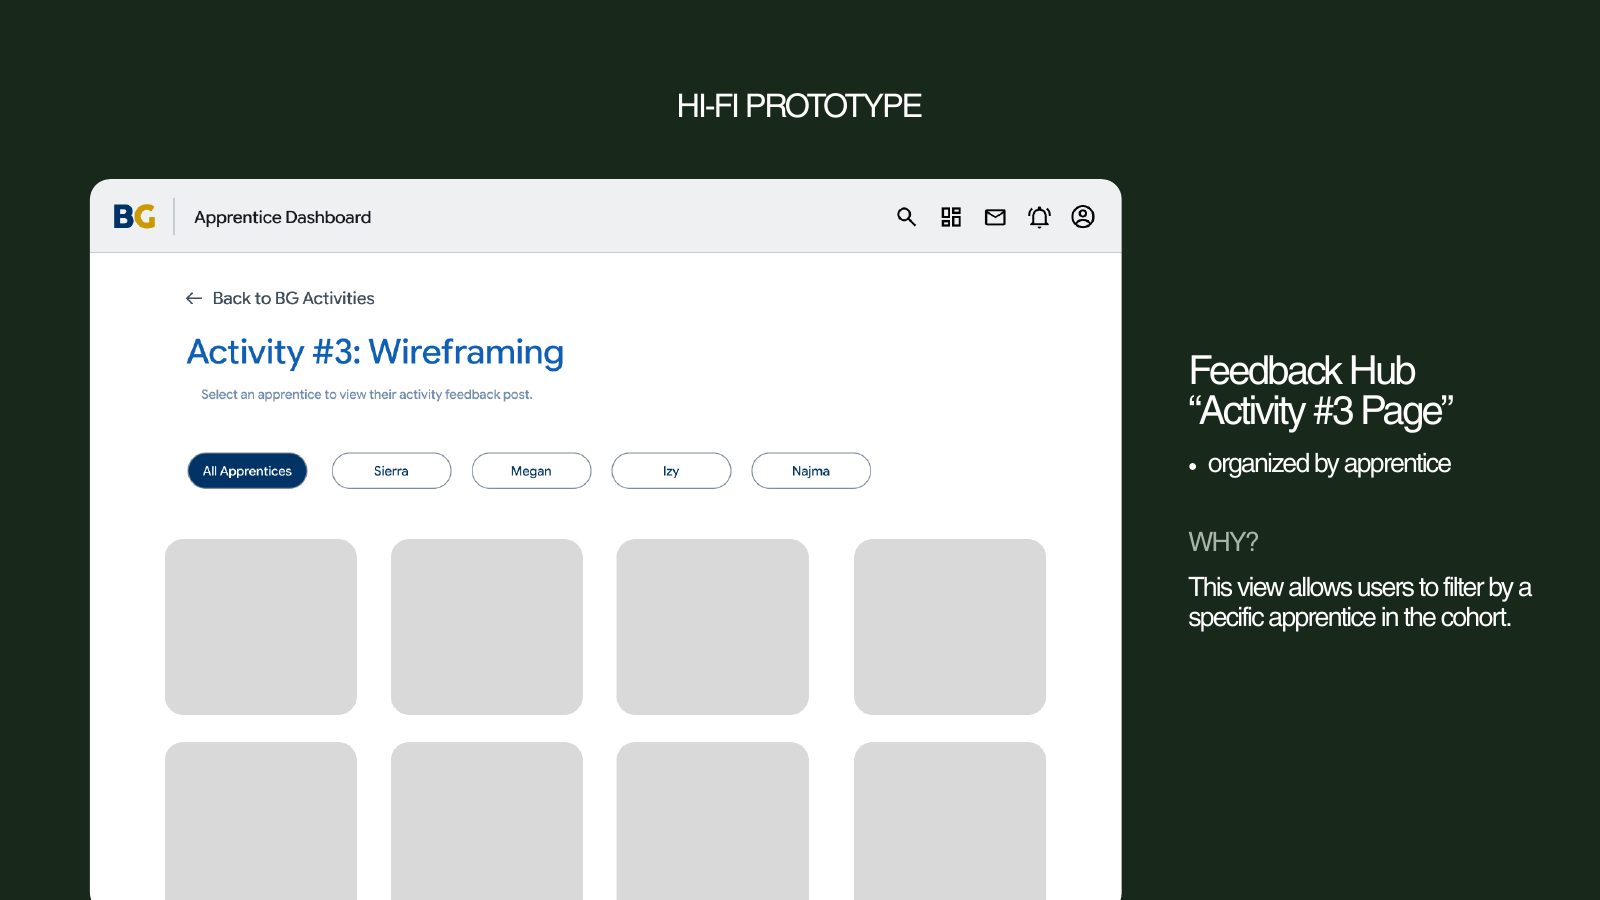 HI-FI PROTOTYPE
BG
Apprentice Dashboard
Back to BG Activities
Activity #3: Wireframing
Select an apprentice to view their activity feedback post.
All Apprentices
Sierra
Megan
Izy
Najma
Feedback Hub
“Activity #3 Page”
• organized by apprentice
WHY?
This view allows users to filter by a
specific apprentice in the cohort.